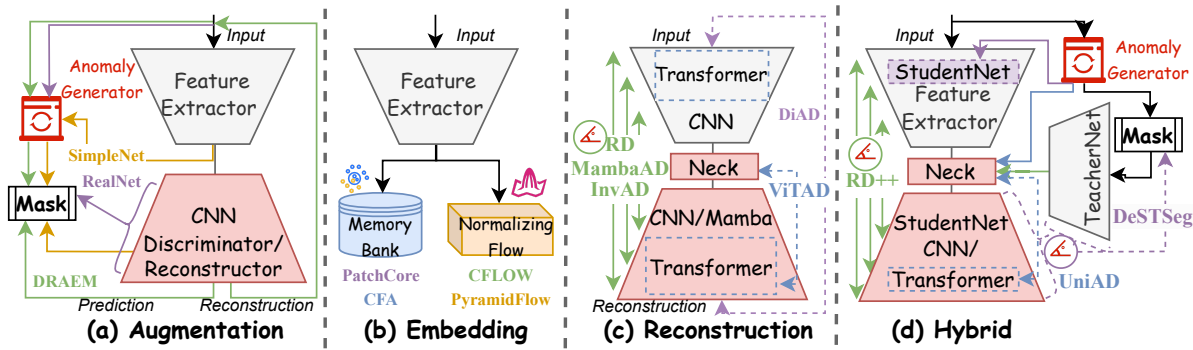 Input
Anomaly
Generator
Feature
Extractor
SimpleNet
RealNet
Mask
CNN
Discriminator/
Reconstructor
DRAEM
Prediction
Reconstruction
(a) Augmentation
Input
Feature
Extractor
Memory
Bank
Normalizing
Flow
PatchCore
CFA
CFLOW
PyramidFlow
(b) Embedding
Input
Transformer
CNN
DiAD
RD
MambaAD
InvAD
Neck
ViTAD
CNN/Mamba
Transformer
Reconstruction
(c) Reconstruction
Input
Anomaly
Generator
StudentNet
Feature
Extractor
Mask
TeacherNet
RD++
Neck
DeSTSeg
StudentNet
CNN/
Transformer
UniAD
(d) Hybrid